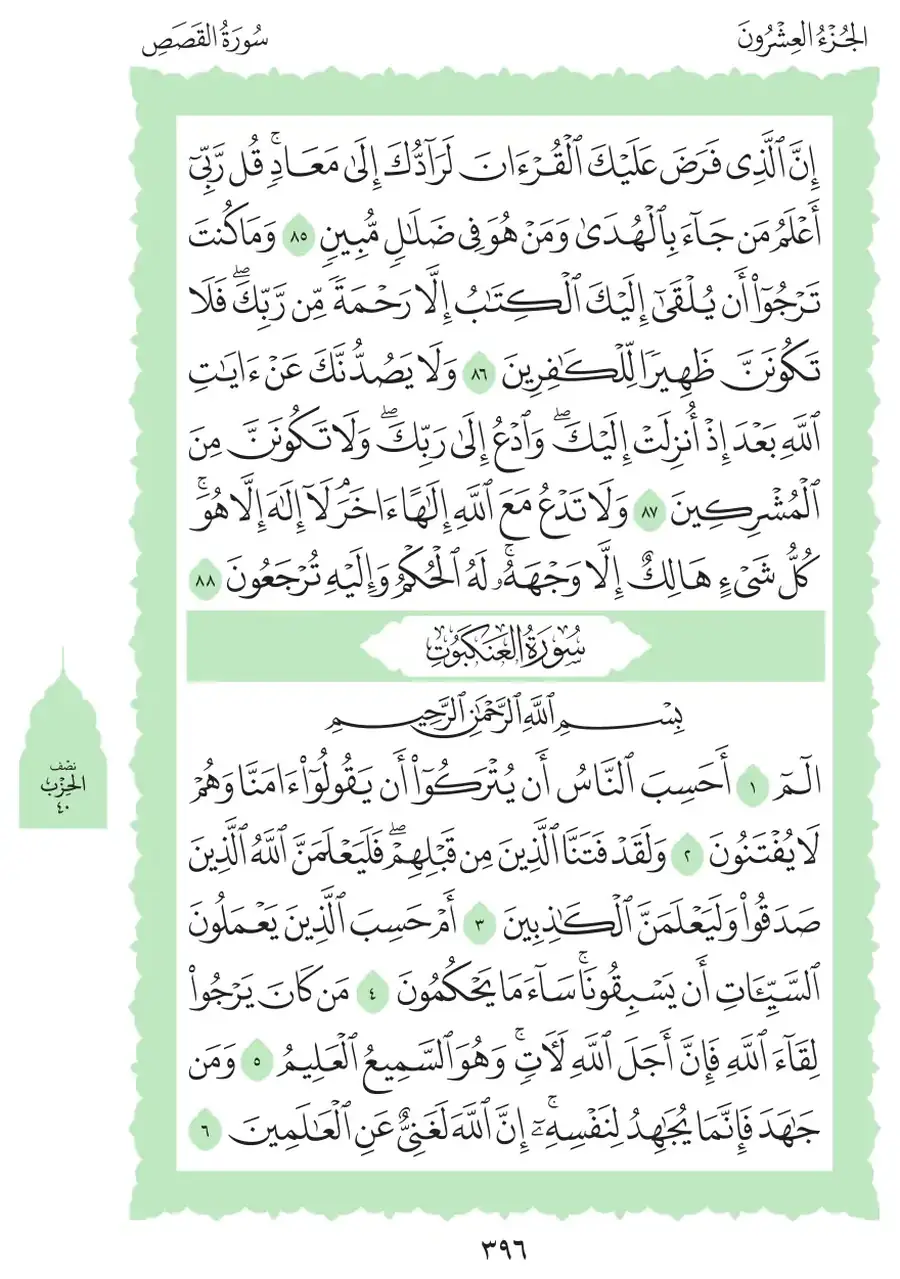 الجُزْءُ العِشْرُونَ
سُورَةُ القَصَصِ
إِنَّ ٱلَّذِى فَرَضَ عَلَيْكَ ٱلْقُرْءَانَ لَرَآدُّكَ إِلَىٰ مَعَادٍۚ قُل رَّبِّىٓ
أَعْلَمُ مَن جَآءَ بِٱلْهُدَىٰ وَمَنْ هُوَ فِى ضَلَٰلٍ مُّبِينٍ ٨٥ وَمَا كُنتَ
تَرْجُوٓا۟ أَن يُلْقَىٰٓ إِلَيْكَ ٱلْكِتَٰبُ إِلَّا رَحْمَةً مِّن رَّبِّكَۖ فَلَا
تَكُونَنَّ ظَهِيرًا لِّلْكَٰفِرِينَ ٨٦ وَلَا يَصُدُّنَّكَ عَنْ ءَايَٰتِ
ٱللَّهِ بَعْدَ إِذْ أُنزِلَتْ إِلَيْكَۖ وَٱدْعُ إِلَىٰ رَبِّكَۖ وَلَا تَكُونَنَّ مِنَ
ٱلْمُشْرِكِينَ ٨٧ وَلَا تَدْعُ مَعَ ٱللَّهِ إِلَٰهًا ءَاخَرَۘ لَآ إِلَٰهَ إِلَّا هُوَۚ
كُلُّ شَىْءٍ هَالِكٌ إِلَّا وَجْهَهُۥۚ لَهُ ٱلْحُكْمُ وَإِلَيْهِ تُرْجَعُونَ ٨٨
سُورَةُ العَنكَبُوتِ
بِسْمِ ٱللَّهِ ٱلرَّحْمَٰنِ ٱلرَّحِيمِ
الٓمٓ ١ أَحَسِبَ ٱلنَّاسُ أَن يُتْرَكُوٓا۟ أَن يَقُولُوٓا۟ ءَامَنَّا وَهُمْ
لَا يُفْتَنُونَ ٢ وَلَقَدْ فَتَنَّا ٱلَّذِينَ مِن قَبْلِهِمْۖ فَلَيَعْلَمَنَّ ٱللَّهُ ٱلَّذِينَ
صَدَقُوا۟ وَلَيَعْلَمَنَّ ٱلْكَٰذِبِينَ ٣ أَمْ حَسِبَ ٱلَّذِينَ يَعْمَلُونَ
ٱلسَّيِّـَٔاتِ أَن يَسْبِقُونَاۚ سَآءَ مَا يَحْكُمُونَ ٤ مَن كَانَ يَرْجُوا۟
لِقَآءَ ٱللَّهِ فَإِنَّ أَجَلَ ٱللَّهِ لَـَٔاتٍۚ وَهُوَ ٱلسَّمِيعُ ٱلْعَلِيمُ ٥ وَمَن
جَٰهَدَ فَإِنَّمَا يُجَٰهِدُ لِنَفْسِهِۦٓۚ إِنَّ ٱللَّهَ لَغَنِىٌّ عَنِ ٱلْعَٰلَمِينَ ٦
نصْف
الحِزْب
٤٠
٣٩٦